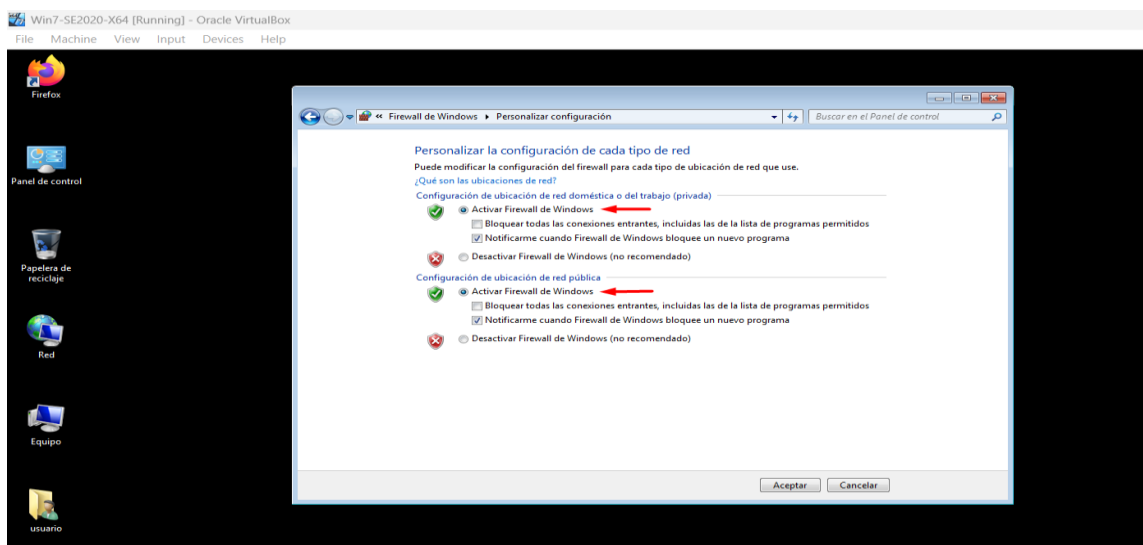 Win7-SE2020-X64 [Running] - Oracle VirtualBox
File Machine View Input Devices Help
Firefox
Panel de control
Papelera de
reciclaje
Red
Equipo
usuario
« Firewall de Windows ▸ Personalizar configuración
Buscar en el Panel de control
Personalizar la configuración de cada tipo de red
Puede modificar la configuración del firewall para cada tipo de ubicación de red que use.
¿Qué son las ubicaciones de red?
Configuración de ubicación de red doméstica o del trabajo (privada)
Activar Firewall de Windows
Bloquear todas las conexiones entrantes, incluidas las de la lista de programas permitidos
Notificarme cuando Firewall de Windows bloquee un nuevo programa
Desactivar Firewall de Windows (no recomendado)
Configuración de ubicación de red pública
Activar Firewall de Windows
Bloquear todas las conexiones entrantes, incluidas las de la lista de programas permitidos
Notificarme cuando Firewall de Windows bloquee un nuevo programa
Desactivar Firewall de Windows (no recomendado)
Aceptar Cancelar